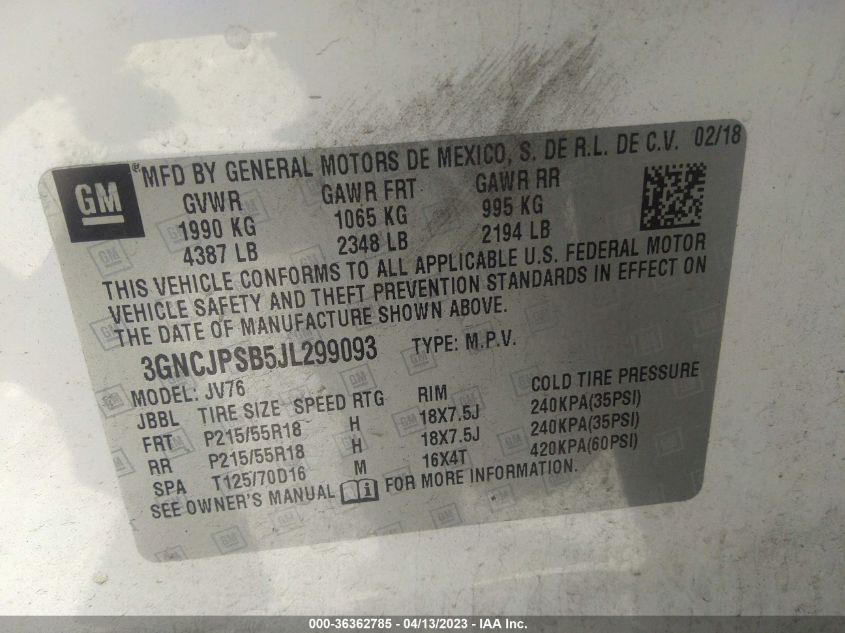 GM
® MFD BY GENERAL MOTORS DE MEXICO, S. DE R.L. DE C.V. 02/18
GVWR GAWR FRT GAWR RR
1990 KG 1065 KG 995 KG
4387 LB 2348 LB 2194 LB
THIS VEHICLE CONFORMS TO ALL APPLICABLE U.S. FEDERAL MOTOR
VEHICLE SAFETY AND THEFT PREVENTION STANDARDS IN EFFECT ON
THE DATE OF MANUFACTURE SHOWN ABOVE.
3GNCJPSB5JL299093 TYPE: M.P.V.
MODEL: JV76
JBBL TIRE SIZE SPEED RTG RIM COLD TIRE PRESSURE
FRT P215/55R18 H 18X7.5J 240KPA(35PSI)
RR P215/55R18 H 18X7.5J 240KPA(35PSI)
SPA T125/70D16 M 16X4T 420KPA(60PSI)
SEE OWNER'S MANUAL i FOR MORE INFORMATION.
000-36362785 - 04/13/2023 - IAA Inc.